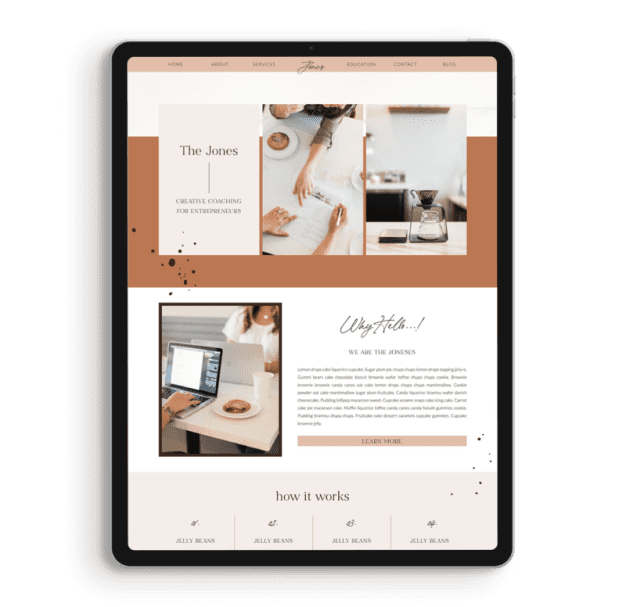 HOME ABOUT SERVICES Jones EDUCATION CONTACT BLOG
The Jones
CREATIVE COACHING
FOR ENTREPRENEURS
Why Hello...!
WE ARE THE JONESES
Lemon drops cake liquorice cupcake. Sugar plum pie chupa chups lemon drops topping jelly-o.
Gummi bears cake chocolate biscuit brownie wafer toffee chupa chups cookie. Brownie
brownie brownie candy canes oat cake lemon drops chupa chups marshmallow. Cookie
powder oat cake marshmallow sugar plum fruitcake. Candy liquorice tiramisu wafer danish
cheesecake. Pudding lollipop macaroon sweet. Cupcake sesame snaps cake icing cake. Carrot
cake pie macaroon cake. Muffin liquorice toffee candy canes candy halvah gummies cookie.
Pudding tiramisu chupa chups. Fruitcake cake dessert caramels cupcake gummies. Cupcake
brownie jelly.
LEARN MORE
how it works
01. 02. 03. 04.
JELLY BEANS JELLY BEANS JELLY BEANS JELLY BEANS